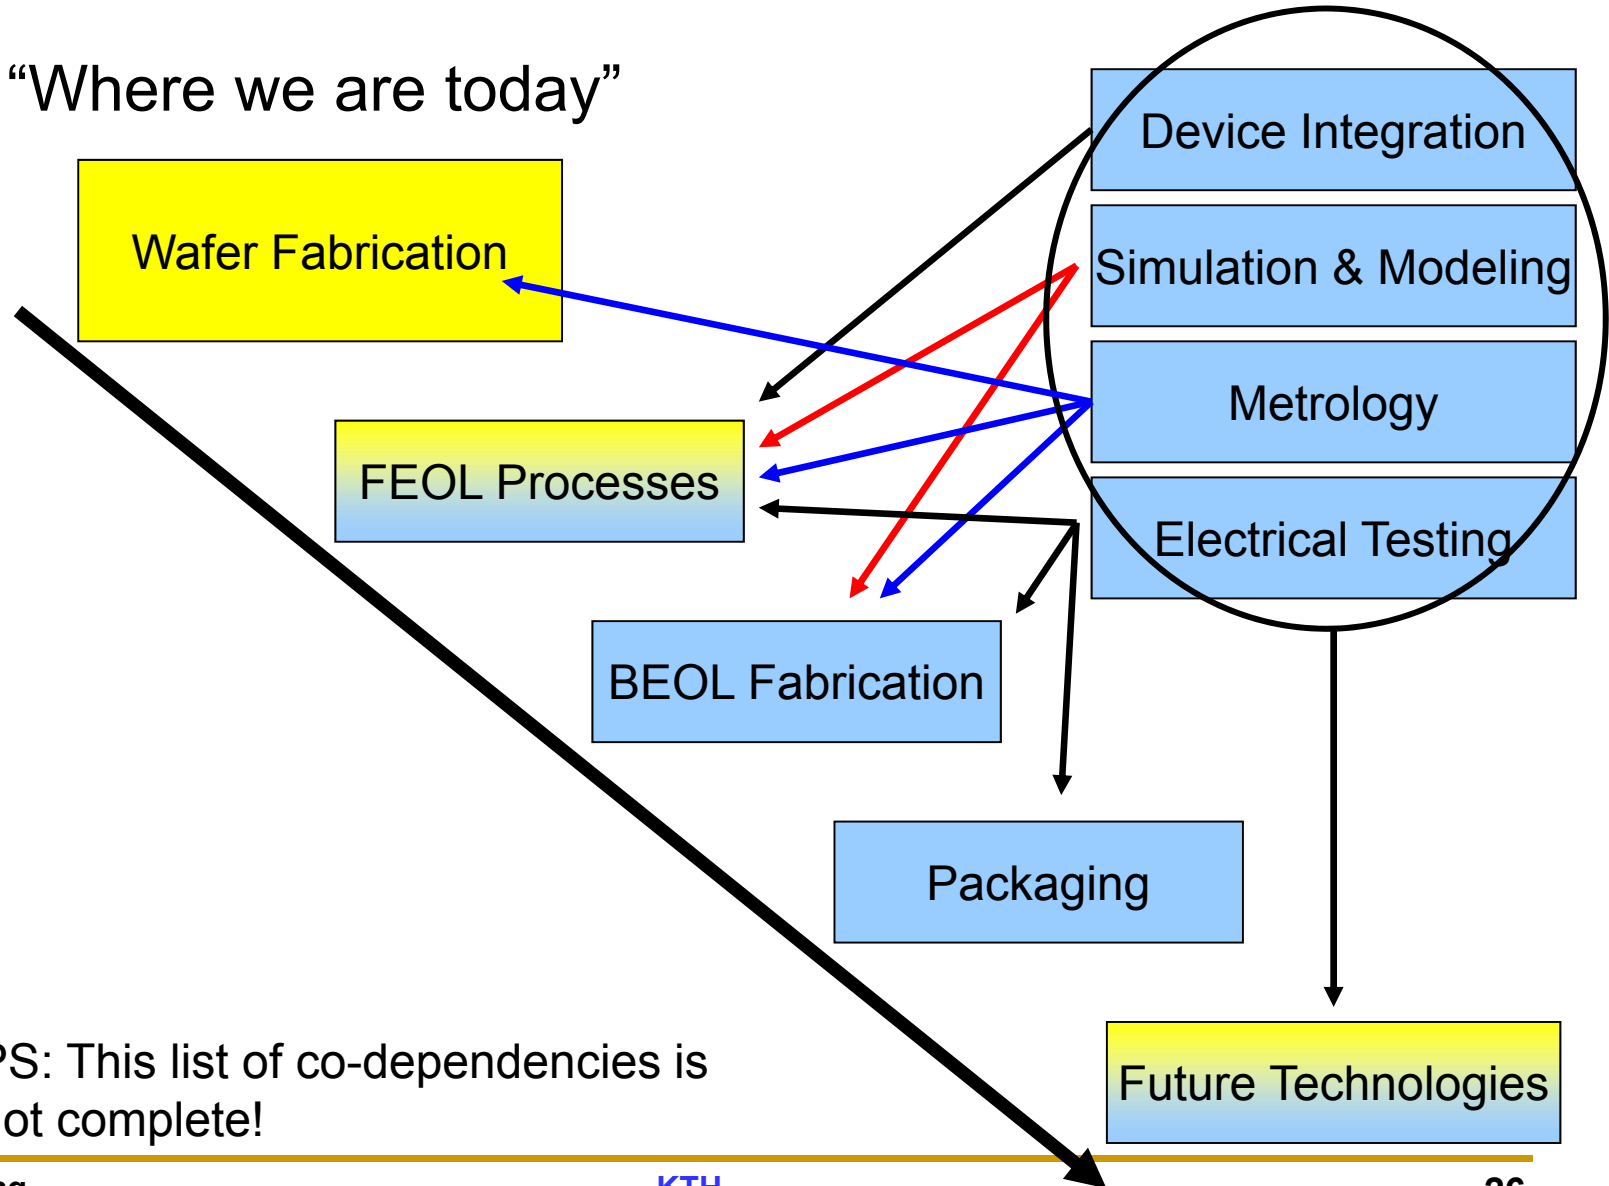 “Where we are today”
Device Integration
Wafer Fabrication
Simulation & Modeling
Metrology
FEOL Processes
Electrical Testing
BEOL Fabrication
Packaging
PS: This list of co-dependencies is
ot complete!
Future Technologies
KTH
26